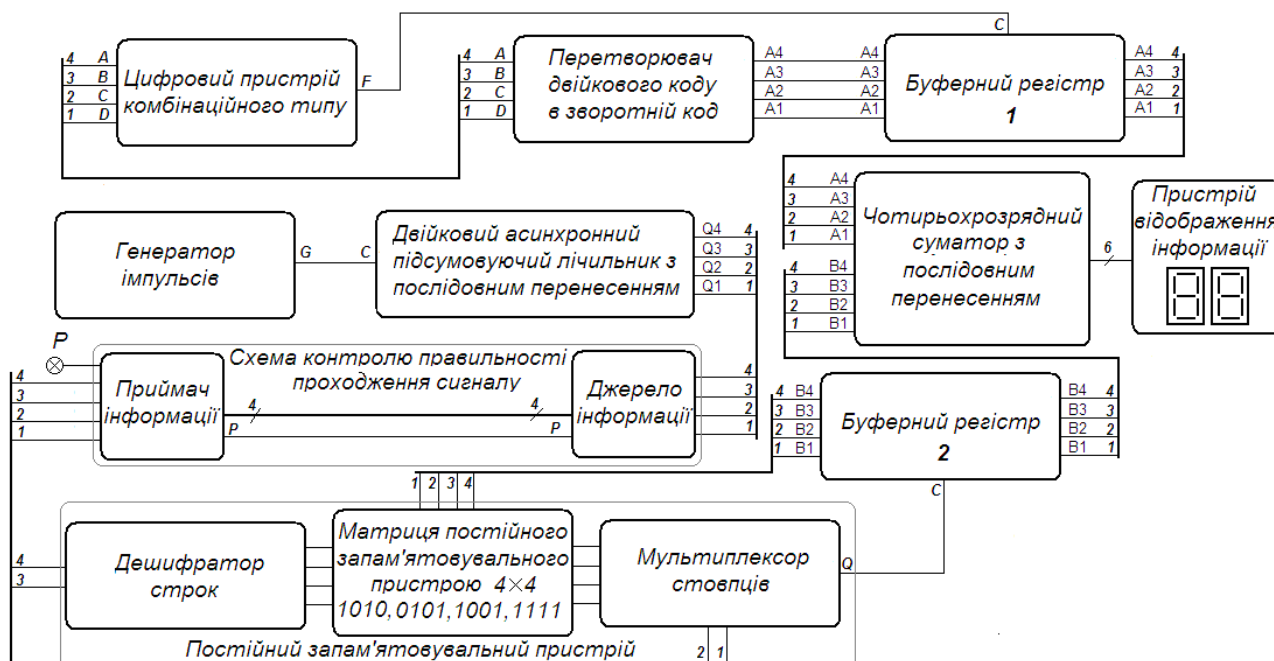 C
4 A
3 B
2 C
1 D
Цифровий пристрій
комбінаційного типу
F
4 A
3 B
2 C
1 D
Перетворювач
двійкового коду
в зворотній код
A4 A4
A3 A3
A2 A2
A1 A1
Буферний регістр
1
A4 4
A3 3
A2 2
A1 1
4 A4
3 A3
2 A2
1 A1
4 B4
3 B3
2 B2
1 B1
Чотирьохрозрядний
суматор з
послідовним
перенесенням
6
Пристрій
відображення
інформації
88
Генератор
імпульсів
G C
Двійковий асинхронний
підсумовуючий лічильник з
послідовним перенесенням
Q4 4
Q3 3
Q2 2
Q1 1
P
4
3
2
1
Схема контролю правильності
проходження сигналу
Приймач
інформації
4 4
P P
Джерело
інформації
4
3
2
1
4 B4
3 B3
2 B2
1 B1
Буферний регістр
2
B4 4
B3 3
B2 2
B1 1
C
1 2 3 4
4
3
Дешифратор
строк
Матриця постійного
запам'ятовувального
пристрою 4×4
1010, 0101, 1001, 1111
Мультиплексор
стовпців
Q
Постійний запам'ятовувальний пристрій
2 1